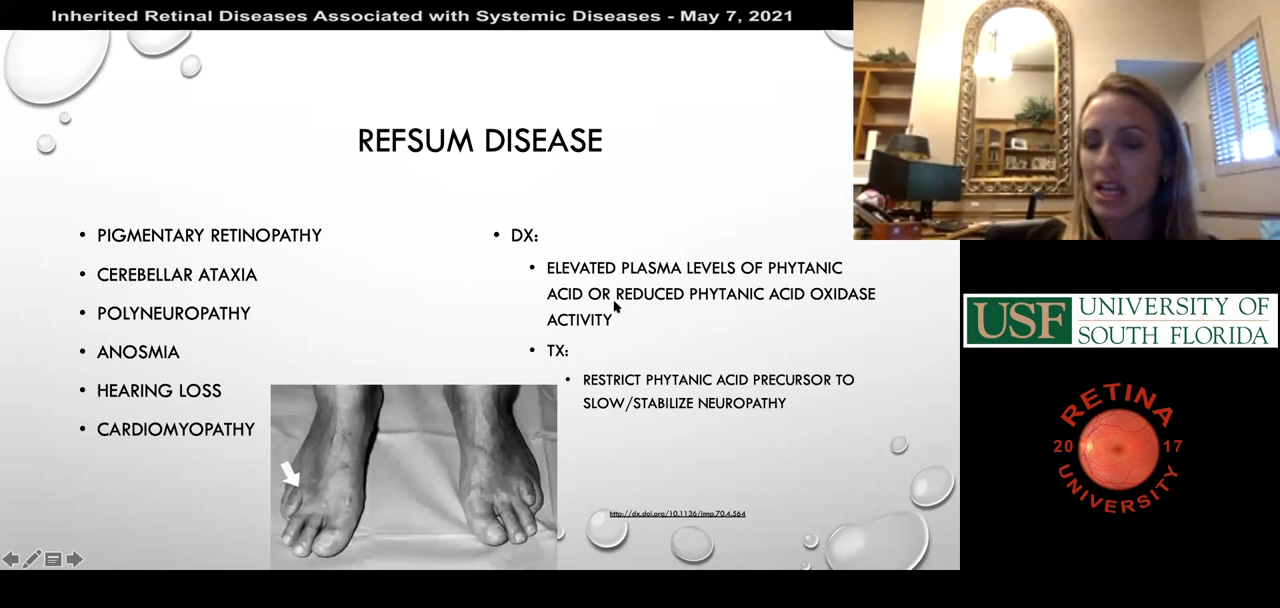 Inherited Retinal Diseases Associated with Systemic Diseases - May 7, 2021
REFSUM DISEASE
• PIGMENTARY RETINOPATHY
• CEREBELLAR ATAXIA
• POLYNEUROPATHY
• ANOSMIA
• HEARING LOSS
• CARDIOMYOPATHY
• DX:
• ELEVATED PLASMA LEVELS OF PHYTANIC
ACID OR REDUCED PHYTANIC ACID OXIDASE
ACTIVITY
• TX:
• RESTRICT PHYTANIC ACID PRECURSOR TO
SLOW/STABILIZE NEUROPATHY
http://dx.doi.org/10.1136/jnnp.70.4.564
USF UNIVERSITY OF
SOUTH FLORIDA
RETINA
20 17
UNIVERSITY